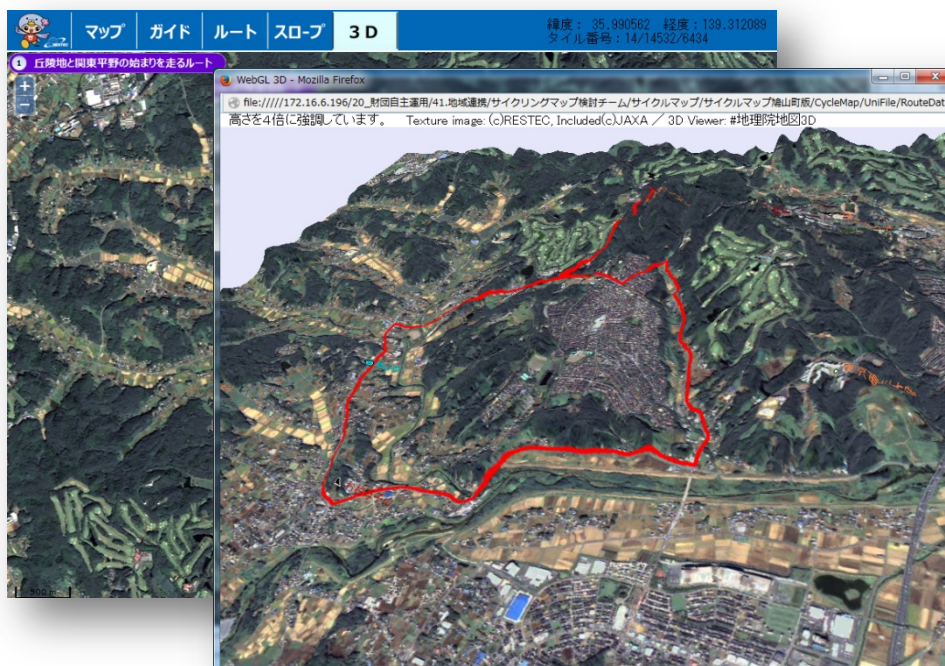 RESTEC
マップ
ガイド
ルート
スロープ
3D
緯度: 35.990562 経度:139.312089
タイル番号:14/14532/6434
1 丘陵地と関東平野の始まりを走るルート
+
−
WebGL 3D - Mozilla Firefox
file://///172.16.6.196/20_財団自主運用/41.地域連携/サイクリングマップ検討チーム/サイクルマップ/サイクルマップ鳩山町版/CycleMap/UniFile/RouteDat
高さを4倍に強調しています。 Texture image: (c)RESTEC, Included(c)JAXA / 3D Viewer: #地理院地図3D
500 m